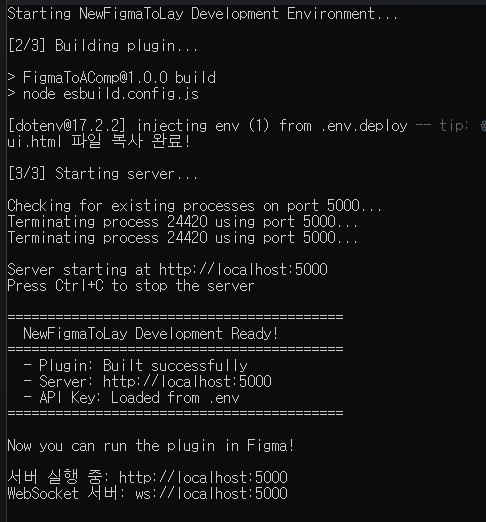 Starting NewFigmaToLay Development Environment...
[2/3] Building plugin...
> FigmaToAComp@1.0.0 build
> node esbuild.config.js
[dotenv@17.2.2] injecting env (1) from .env.deploy -- tip:
ui.html 파일 복사 완료!
[3/3] Starting server...
Checking for existing processes on port 5000...
Terminating process 24420 using port 5000...
Terminating process 24420 using port 5000...
Server starting at http://localhost:5000
Press Ctrl+C to stop the server
==========================================
NewFigmaToLay Development Ready!
==========================================
- Plugin: Built successfully
- Server: http://localhost:5000
- API Key: Loaded from .env
==========================================
Now you can run the plugin in Figma!
서버 실행 중: http://localhost:5000
WebSocket 서버: ws://localhost:5000